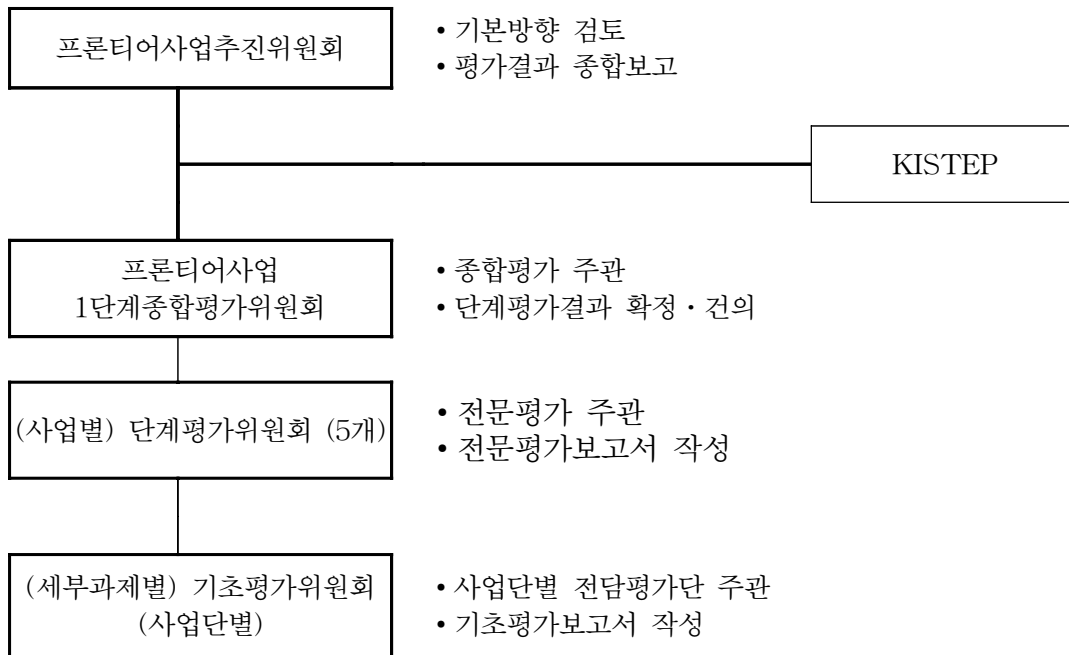 프론티어사업추진위원회
• 기본방향 검토
• 평가결과 종합보고
KISTEP
프론티어사업
1단계종합평가위원회
• 종합평가 주관
• 단계평가결과 확정·건의
(사업별) 단계평가위원회 (5개)
• 전문평가 주관
• 전문평가보고서 작성
(세부과제별) 기초평가위원회
(사업단별)
• 사업단별 전담평가단 주관
• 기초평가보고서 작성